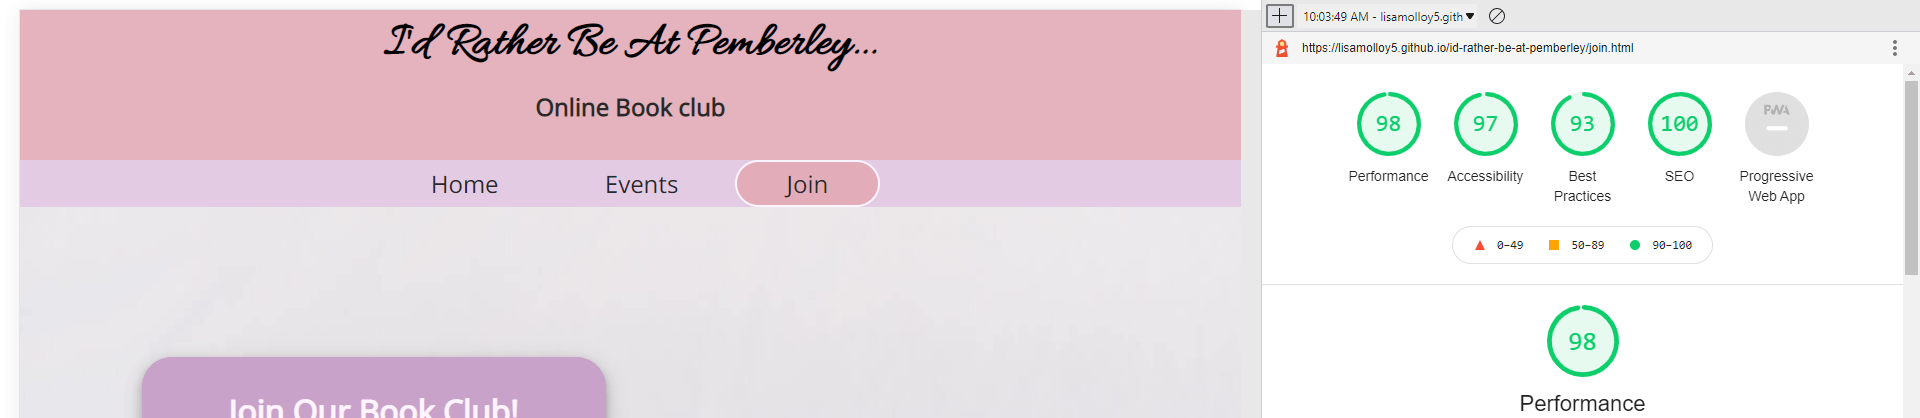 I'd Rather Be At Pemberley...
Online Book club
Home Events Join
Join Our Book Club!
10:03:49 AM - lisamolloy5.gith
https://lisamolloy5.github.io/id-rather-be-at-pemberley/join.html
98 97 93 100 PWA
Performance Accessibility Best Practices SEO Progressive Web App
0–49 50–89 90–100
98
Performance